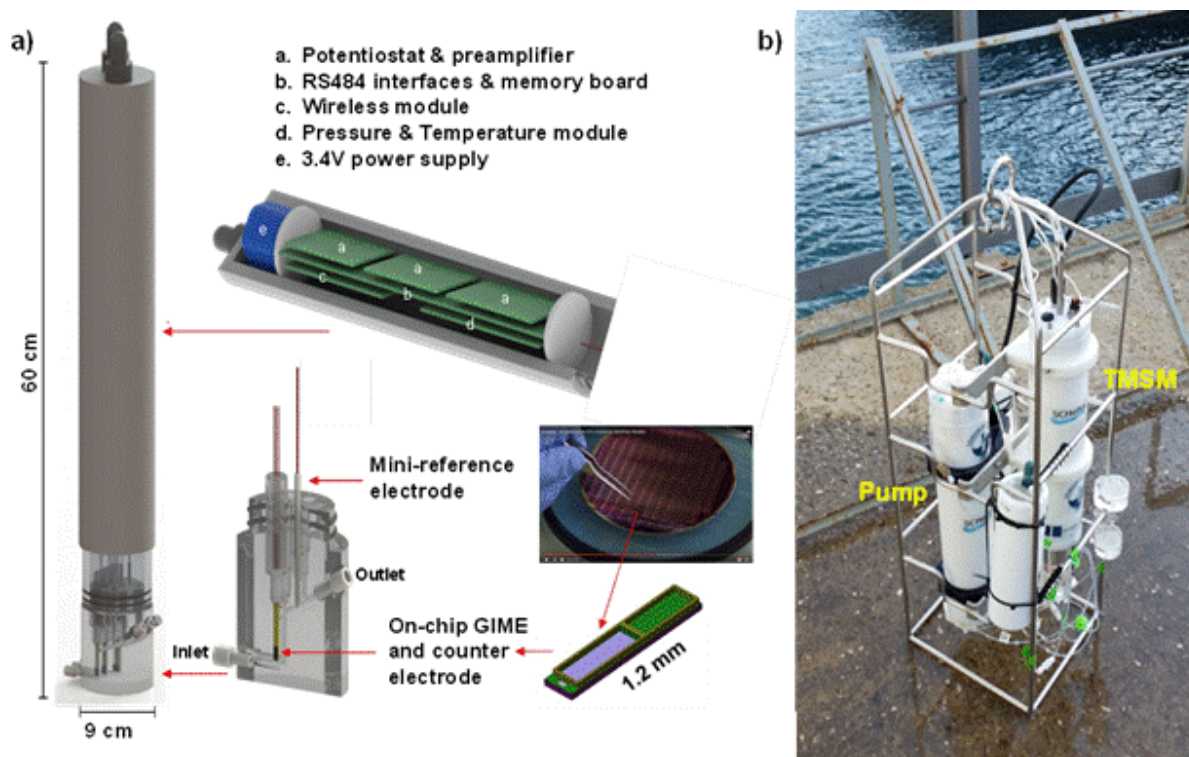 a)
a. Potentiostat & preamplifier
b. RS484 interfaces & memory board
c. Wireless module
d. Pressure & Temperature module
e. 3.4V power supply
e
a
a
a
c
b
d
60 cm
9 cm
Mini-reference
electrode
Outlet
Inlet
On-chip GIME
and counter
electrode
1.2 mm
b)
TMSM
Pump